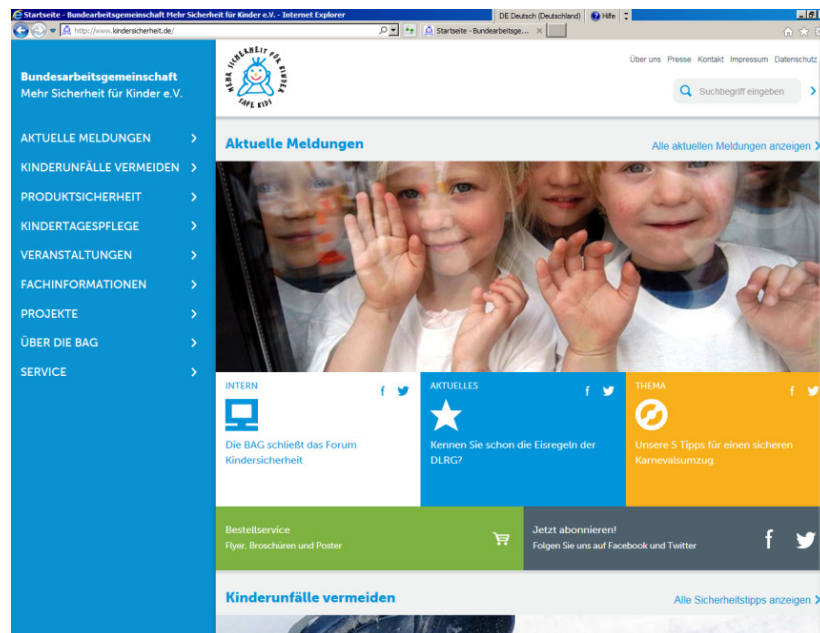 Startseite - Bundearbeitsgemeinschaft Mehr Sicherheit für Kinder e.V. - Internet Explorer
DE Deutsch (Deutschland)
Hilfe
http://www.kindersicherheit.de/
Startseite - Bundearbeitsge...
Bundesarbeitsgemeinschaft
Mehr Sicherheit für Kinder e.V.
AKTUELLE MELDUNGEN
KINDERUNFÄLLE VERMEIDEN
PRODUKTSICHERHEIT
KINDERTAGESPFLEGE
VERANSTALTUNGEN
FACHINFORMATIONEN
PROJEKTE
ÜBER DIE BAG
SERVICE
MEHR SICHERHEIT FÜR KINDER
SAFE KIDS
Über uns Presse Kontakt Impressum Datenschutz
Suchbegriff eingeben
Aktuelle Meldungen
Alle aktuellen Meldungen anzeigen
INTERN
Die BAG schließt das Forum
Kindersicherheit
AKTUELLES
Kennen Sie schon die Eisregeln der
DLRG?
THEMA
Unsere 5 Tipps für einen sicheren
Karnevalsumzug
Bestellservice
Flyer, Broschüren und Poster
Jetzt abonnieren!
Folgen Sie uns auf Facebook und Twitter
Kinderunfälle vermeiden
Alle Sicherheitstipps anzeigen